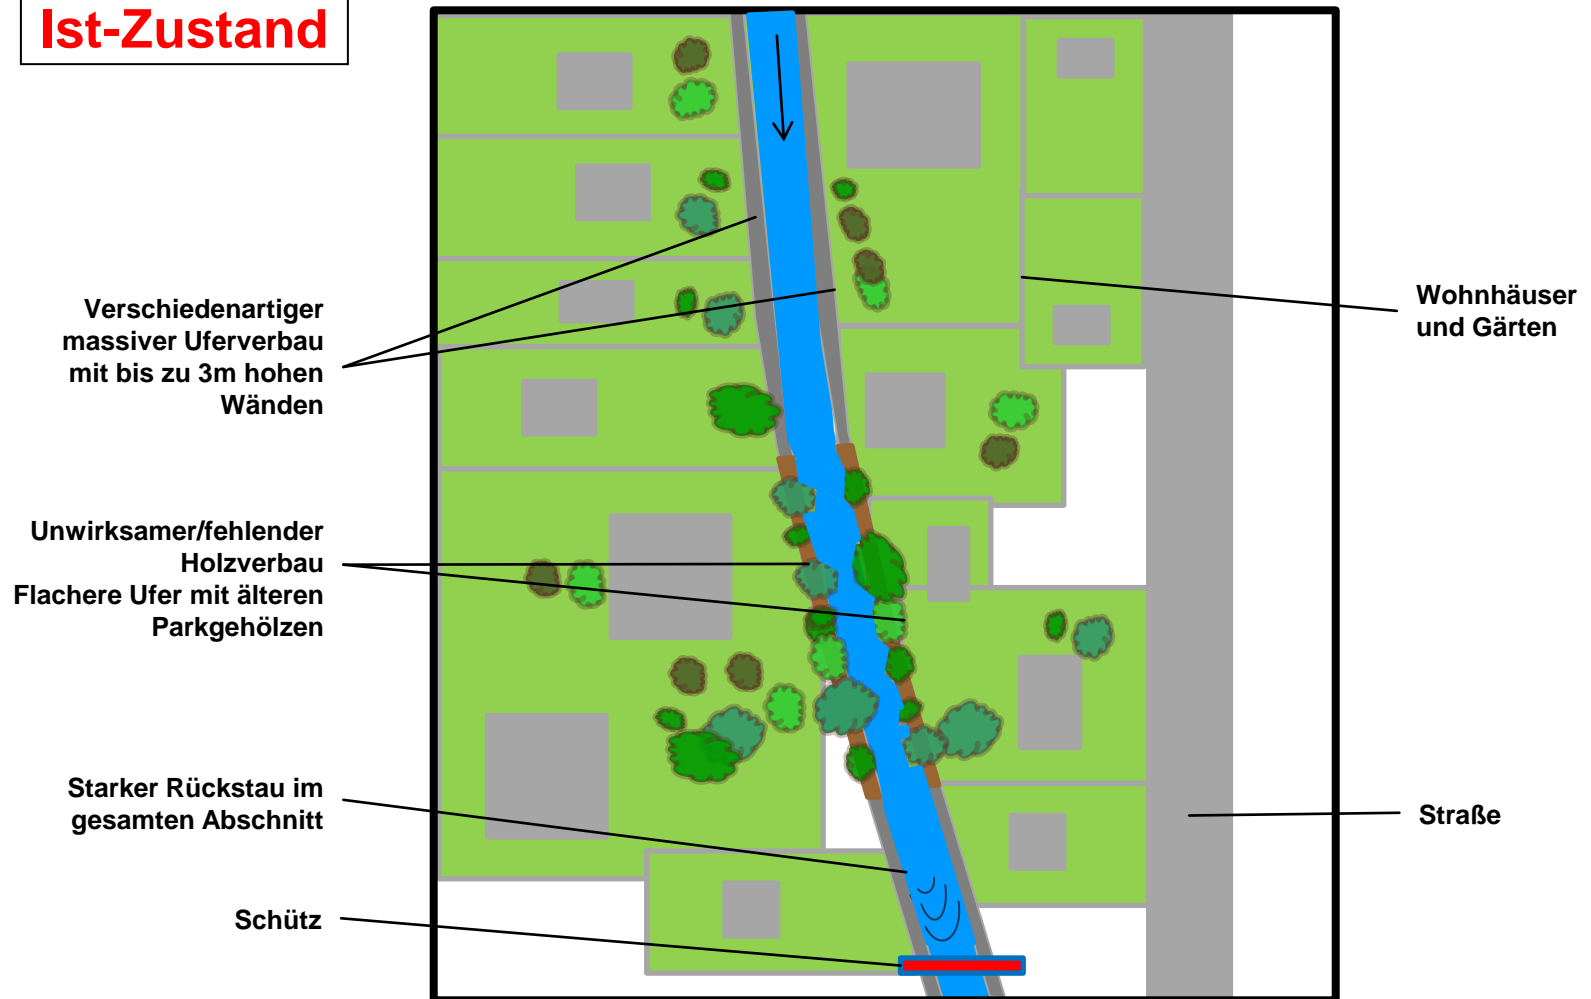 Ist-Zustand
Verschiedenartiger
massiver Uferverbau
mit bis zu 3m hohen
Wänden
Wohnhäuser
und Gärten
Unwirksamer/fehlender
Holzverbau
Flachere Ufer mit älteren
Parkgehölzen
Starker Rückstau im
gesamten Abschnitt
Straße
Schütz